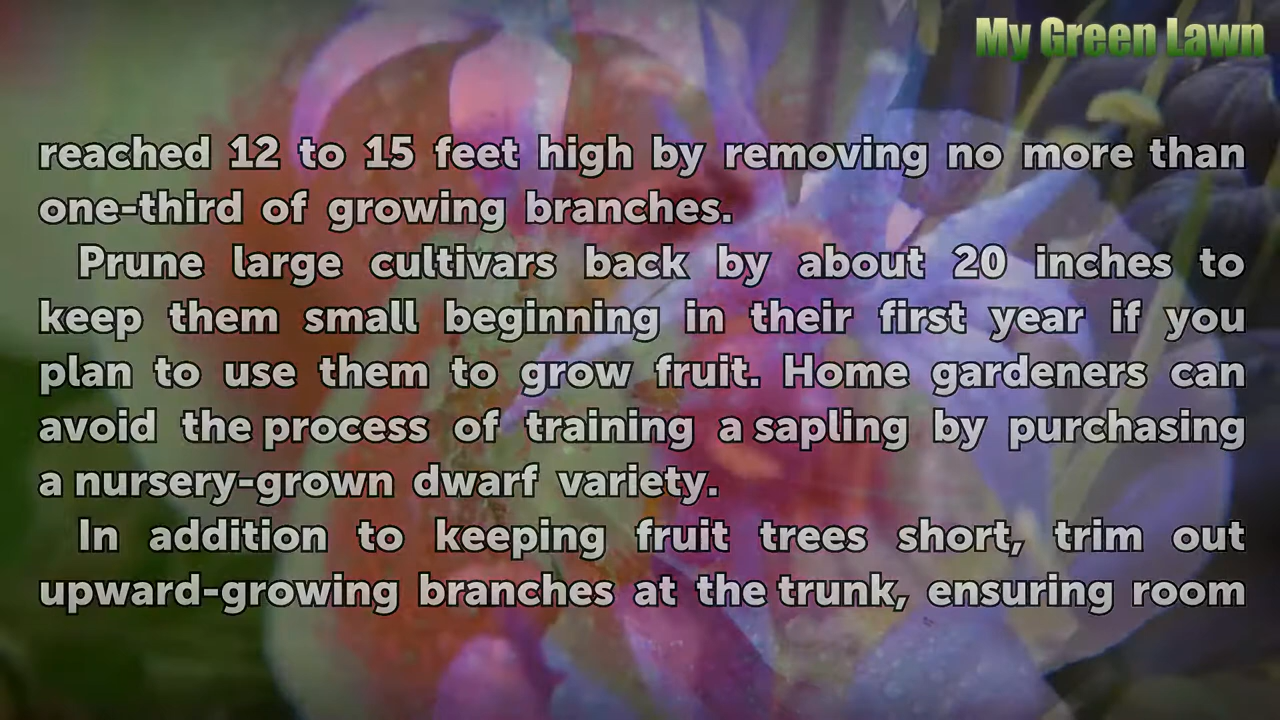 My Green Lawn
reached 12 to 15 feet high by removing no more than
one-third of growing branches.
Prune large cultivars back by about 20 inches to
keep them small beginning in their first year if you
plan to use them to grow fruit. Home gardeners can
avoid the process of training a sapling by purchasing
a nursery-grown dwarf variety.
In addition to keeping fruit trees short, trim out
upward-growing branches at the trunk, ensuring room